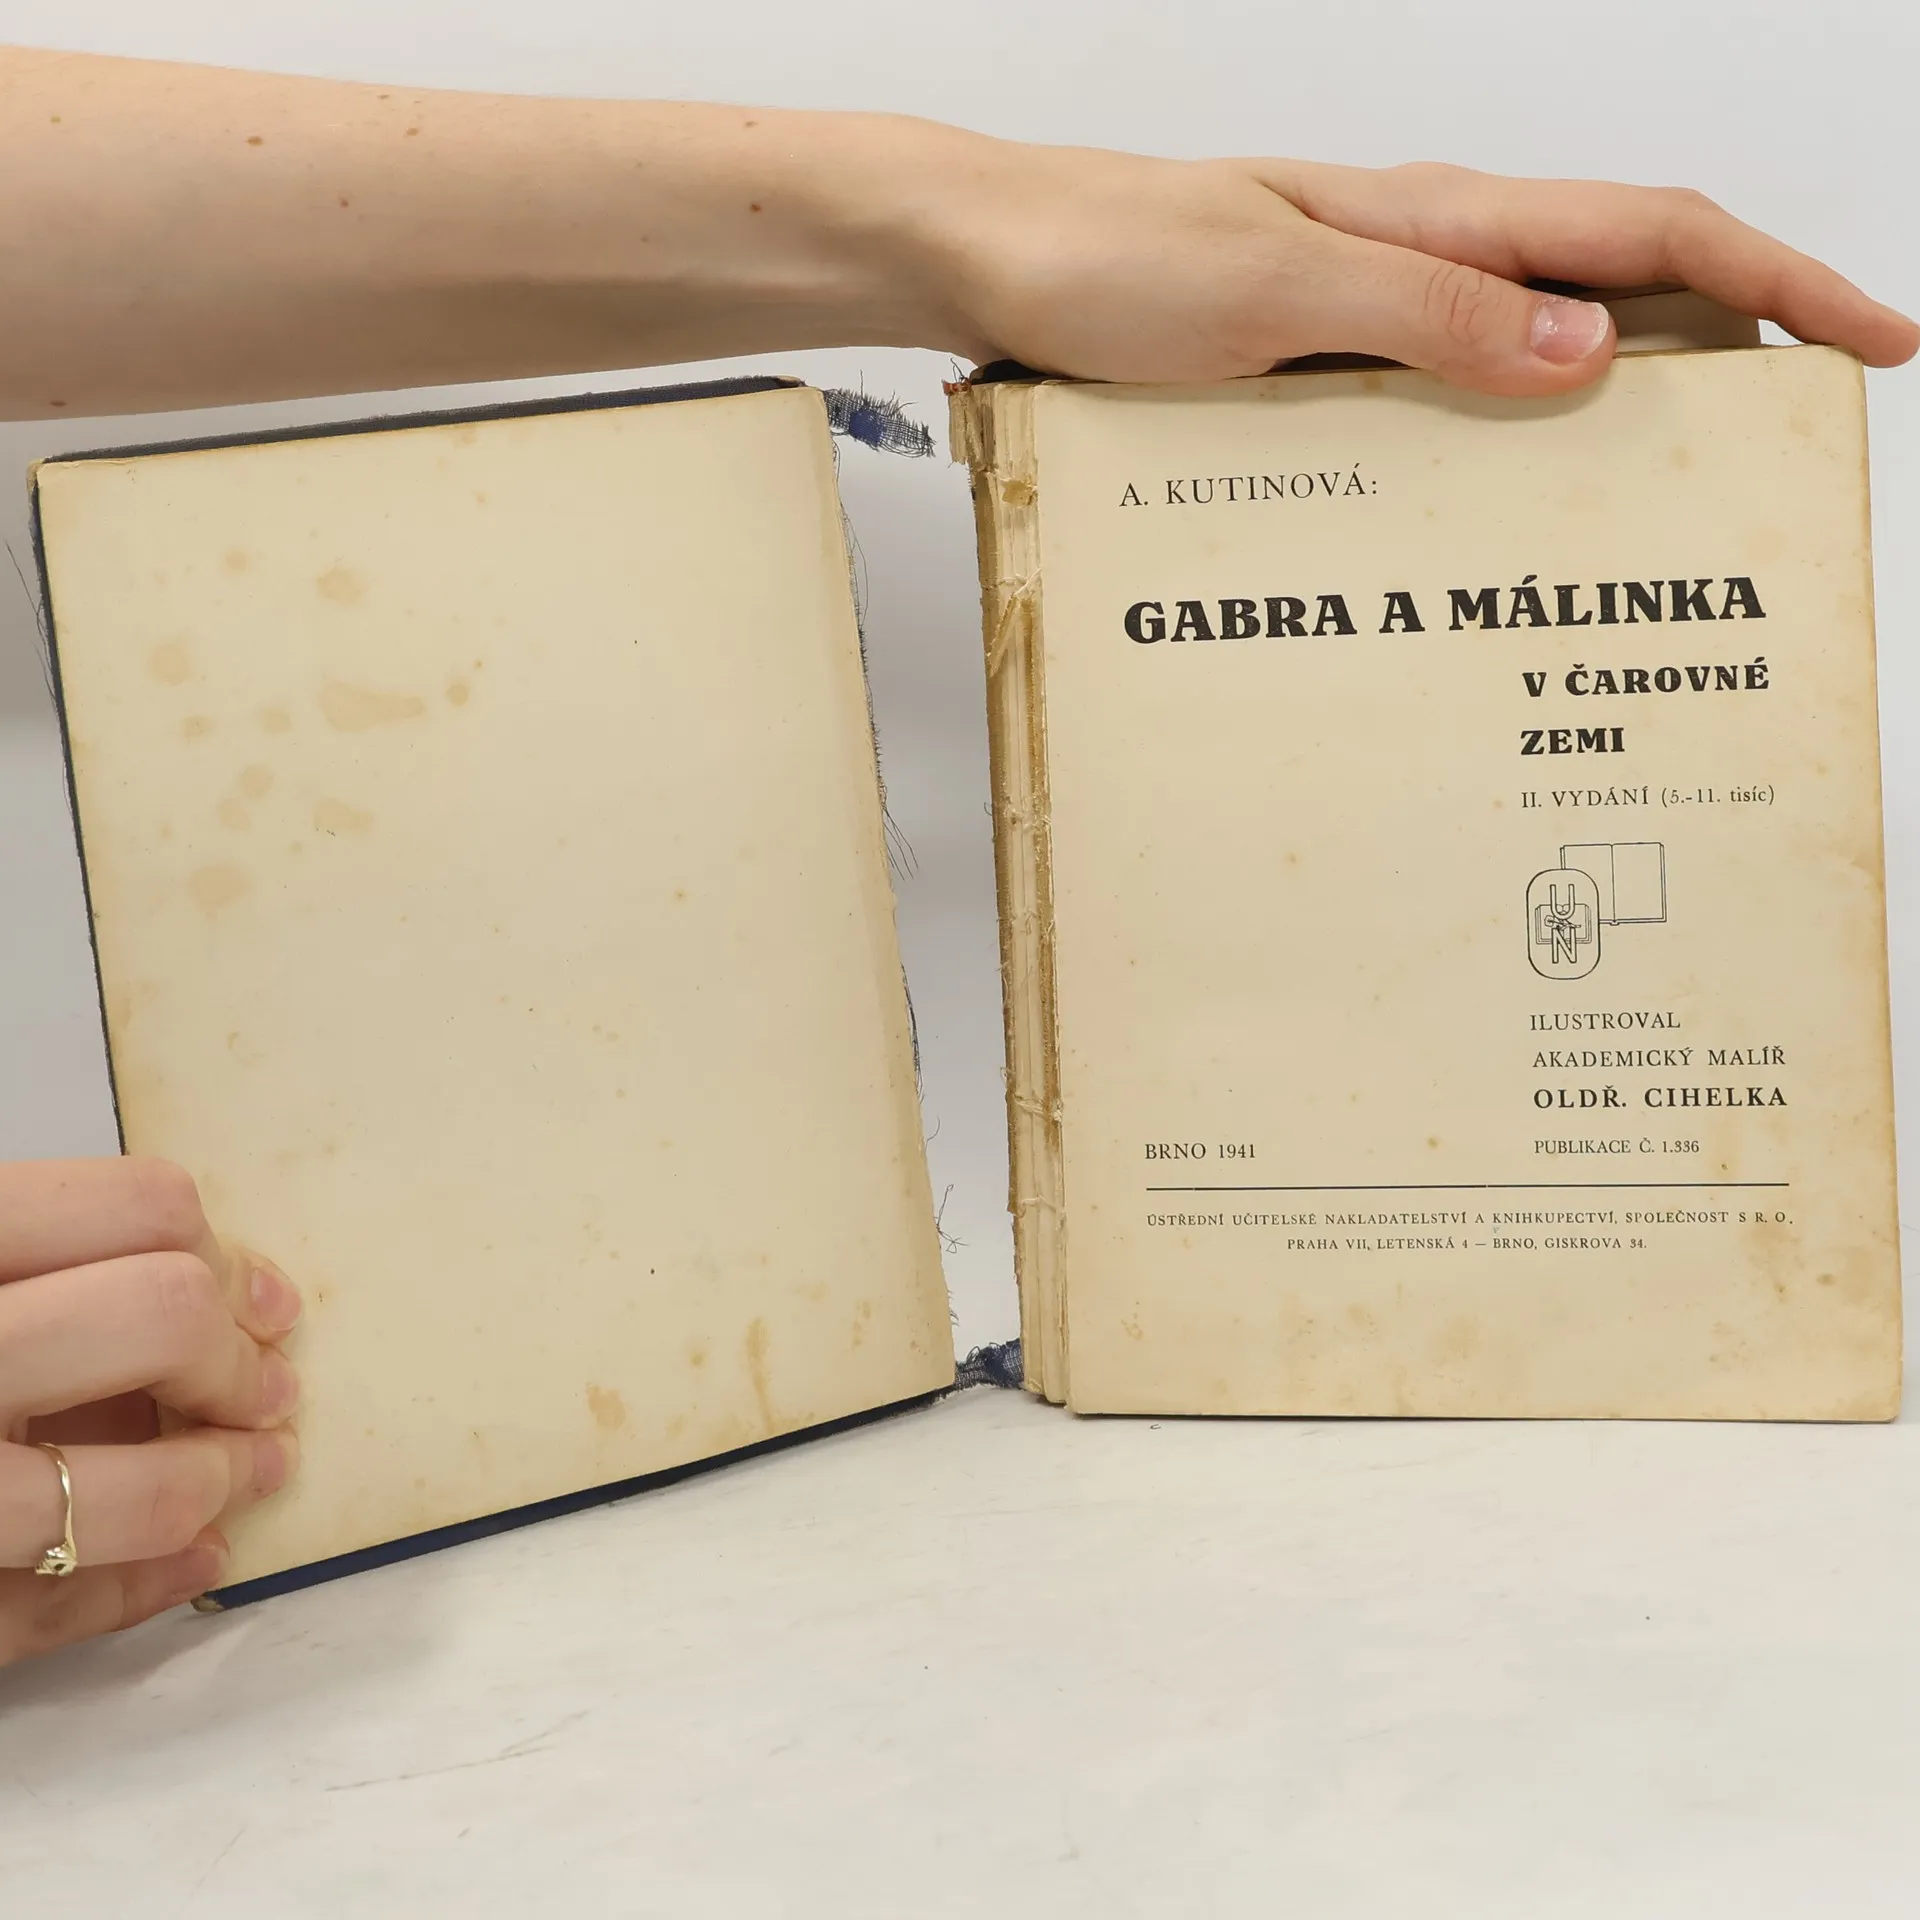 A. KUTINOVÁ:
GABRA A MÁLINKA
V ČAROVNÉ
ZEMI
II. VYDÁNÍ (5.-11. tisíc)
U
N
ILUSTROVAL
AKADEMICKÝ MALÍŘ
OLDŘ. CIHELKA
BRNO 1941 PUBLIKACE Č. 1.336
ÚSTŘEDNÍ UČITELSKÉ NAKLADATELSTVÍ A KNIHKUPECTVÍ, SPOLEČNOST S R. O.
PRAHA VII, LETENSKÁ 4 — BRNO, GISKROVA 34.